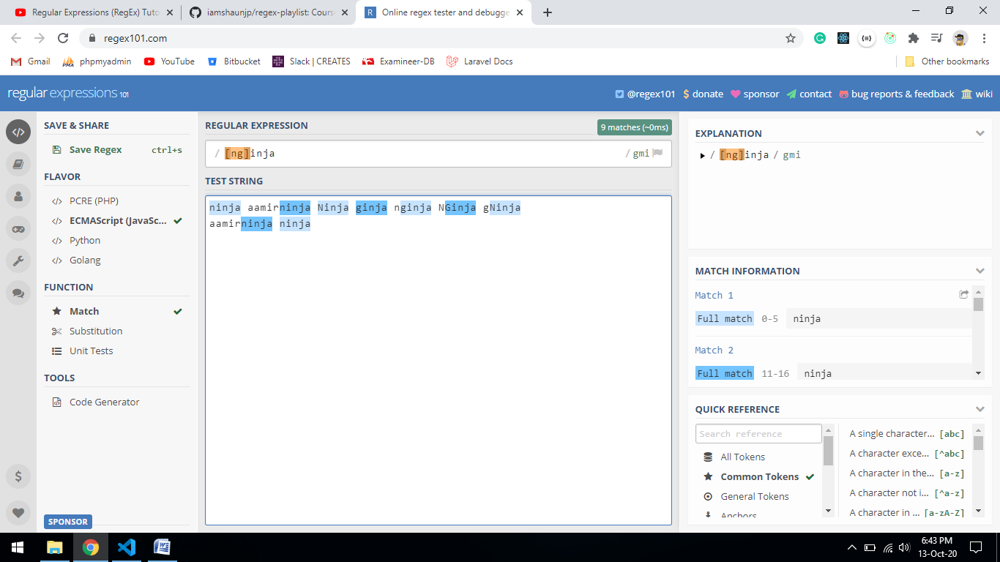 Regular Expressions (RegEx) Tuto
iamshaunjp/regex-playlist: Cours
Online regex tester and debugge
regex101.com
Gmail
phpmyadmin
YouTube
Bitbucket
Slack | CREATES
Examineer-DB
Laravel Docs
Other bookmarks
regular expressions 101
@regex101
$ donate
sponsor
contact
bug reports & feedback
wiki
SAVE & SHARE
Save Regex ctrl+s
FLAVOR
</> PCRE (PHP)
</> ECMAScript (JavaSc...
</> Python
</> Golang
FUNCTION
Match
Substitution
Unit Tests
TOOLS
Code Generator
SPONSOR
REGULAR EXPRESSION
9 matches (~0ms)
/ [ng]inja / gmi
TEST STRING
ninja aamirninja Ninja ginja nginja NGinja gNinja
aamirninja ninja
EXPLANATION
/ [ng]inja / gmi
MATCH INFORMATION
Match 1
Full match 0-5 ninja
Match 2
Full match 11-16 ninja
QUICK REFERENCE
Search reference
All Tokens
Common Tokens
General Tokens
Anchors
A single character... [abc]
A character exce... [^abc]
A character in the... [a-z]
A character not i... [^a-z]
A character in ... [a-zA-Z]
6:43 PM
13-Oct-20